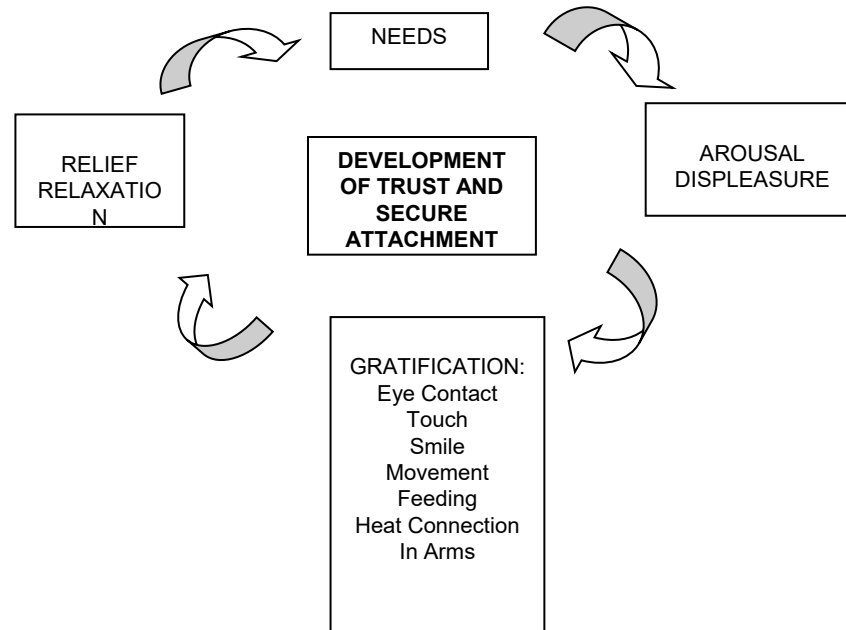 NEEDS
AROUSAL
DISPLEASURE
RELIEF
RELAXATIO
N
DEVELOPMENT
OF TRUST AND
SECURE
ATTACHMENT
GRATIFICATION:
Eye Contact
Touch
Smile
Movement
Feeding
Heat Connection
In Arms